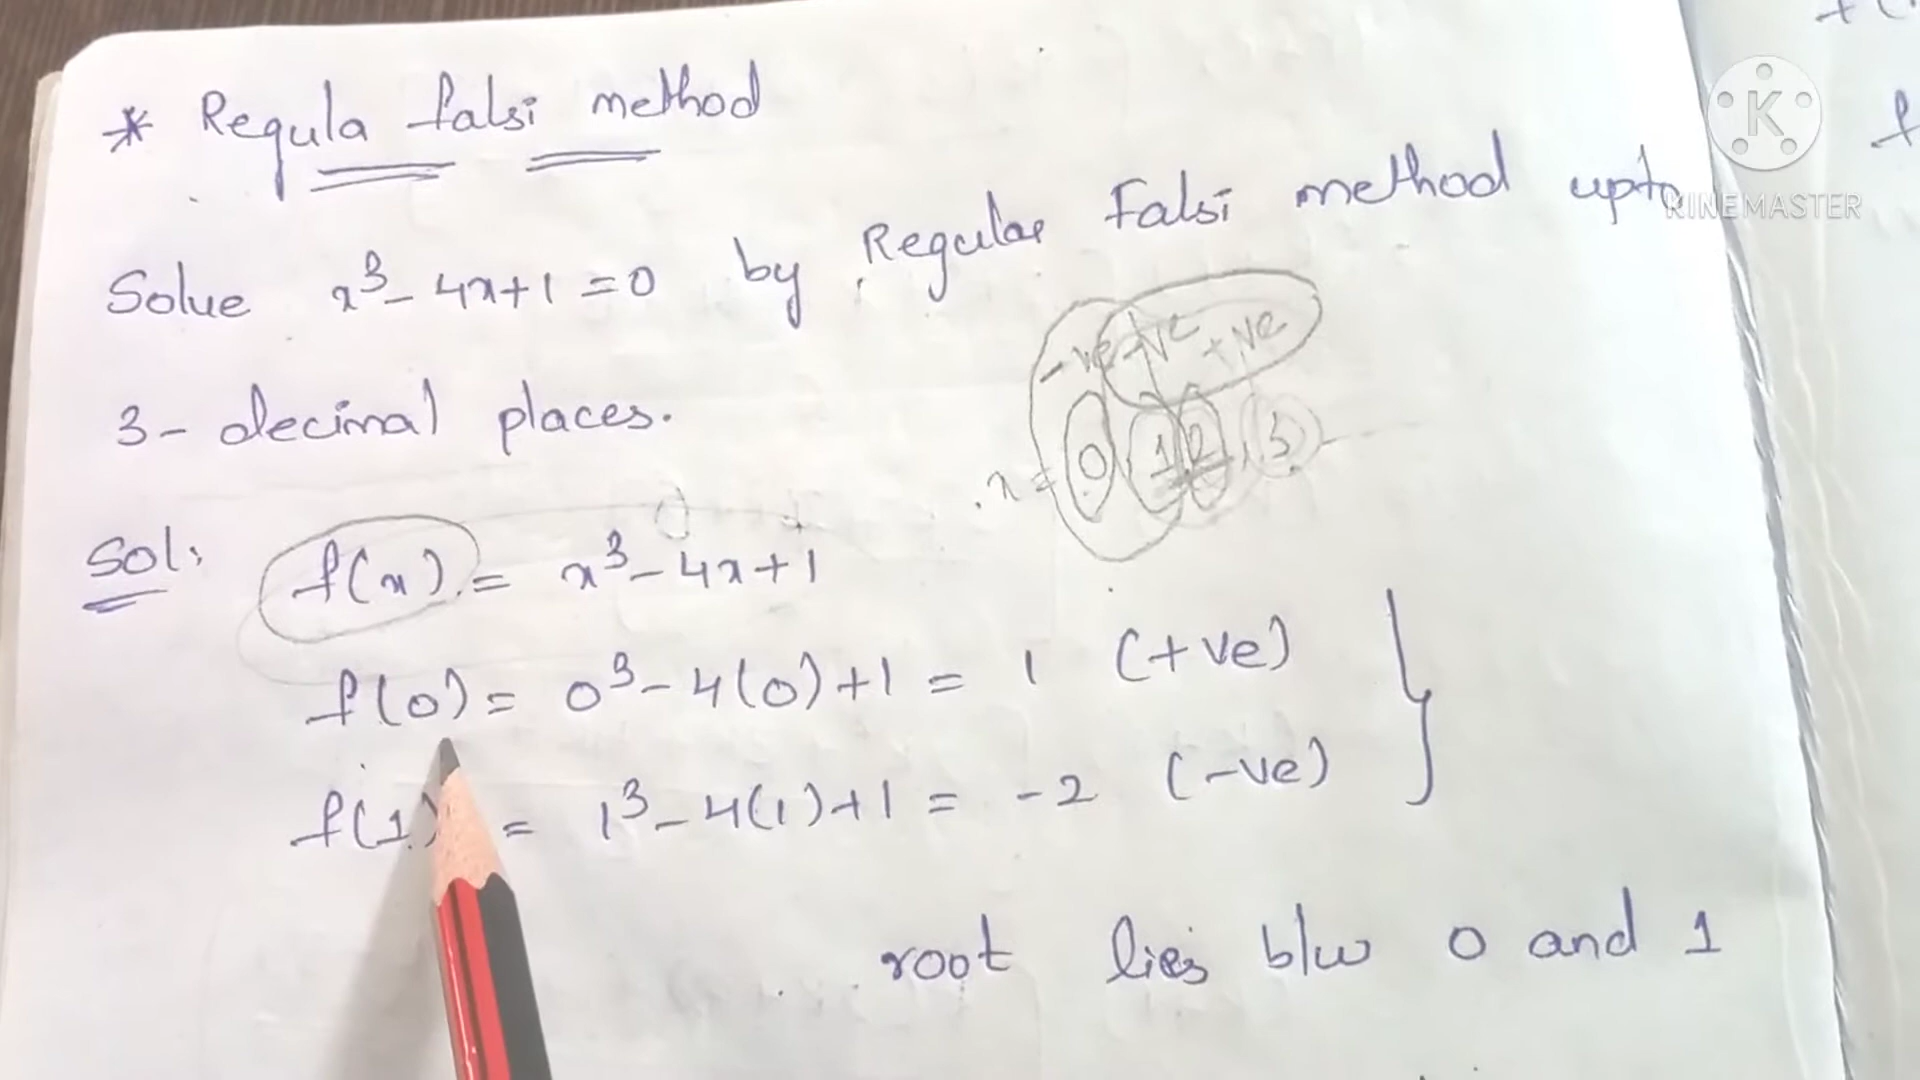 * Regula falsi method
Solve x³- 4x+1 =0 by Regular Falsi method upto
3- decimal places.
-ve +ve +ve
x = 0, 1, 2, 3
Sol: f(x) = x³- 4x+1
f(0) = 0³- 4(0)+1 = 1 (+ve)
f(1) = 1³- 4(1)+1 = -2 (-ve)
root lies b/w 0 and 1
K
KINEMASTER